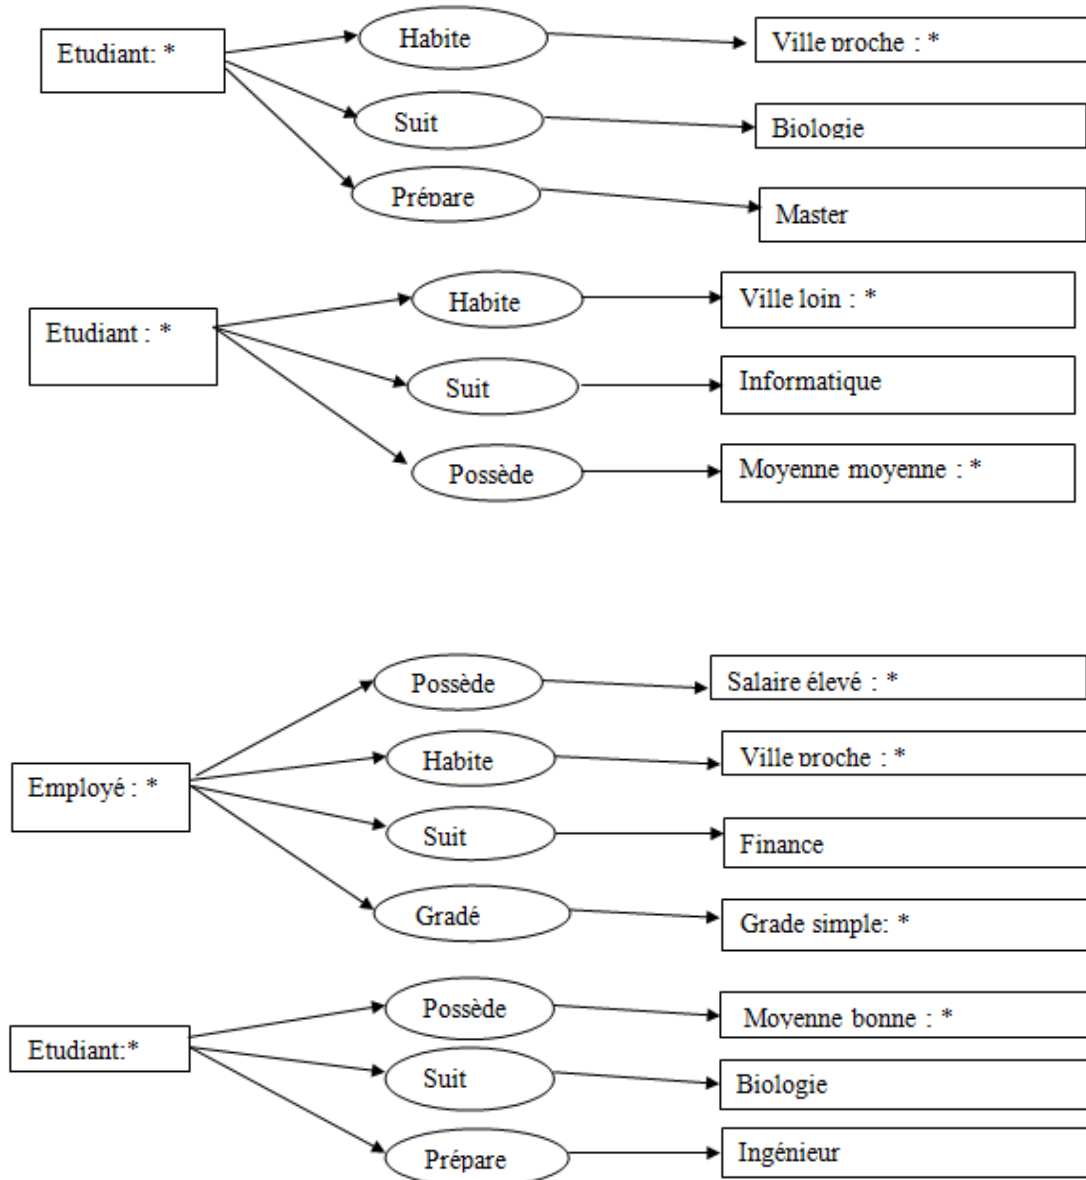 Etudiant: *
Habite
Ville proche : *
Suit
Biologie
Prépare
Master
Etudiant : *
Habite
Ville loin : *
Suit
Informatique
Possède
Moyenne moyenne : *
Employé : *
Possède
Salaire élevé : *
Habite
Ville proche : *
Suit
Finance
Gradé
Grade simple: *
Etudiant:*
Possède
Moyenne bonne : *
Suit
Biologie
Prépare
Ingénieur